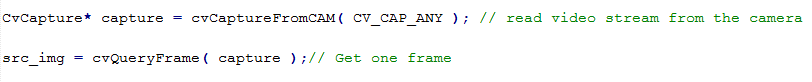 CvCapture* capture = cvCaptureFromCAM( CV_CAP_ANY ); // read video stream from the camera
src_img = cvQueryFrame( capture );// Get one frame